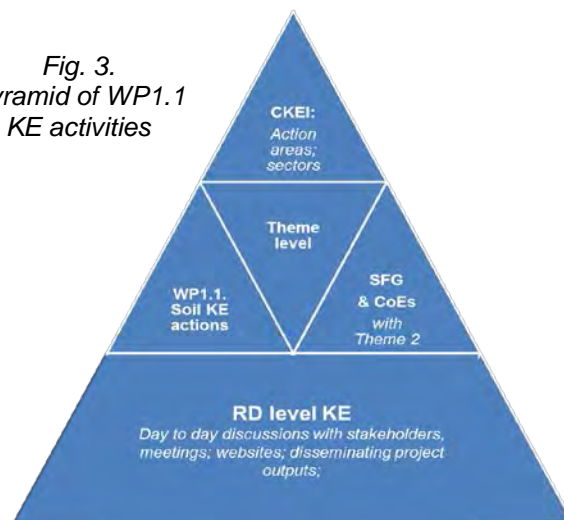 Fig. 3.
yramid of WP1.1
KE activities
CKEI:
Action
areas;
sectors
Theme
level
WP1.1.
Soil KE
actions
SFG
& CoEs
with
Theme 2
RD level KE
Day to day discussions with stakeholders,
meetings; websites; disseminating project
outputs;